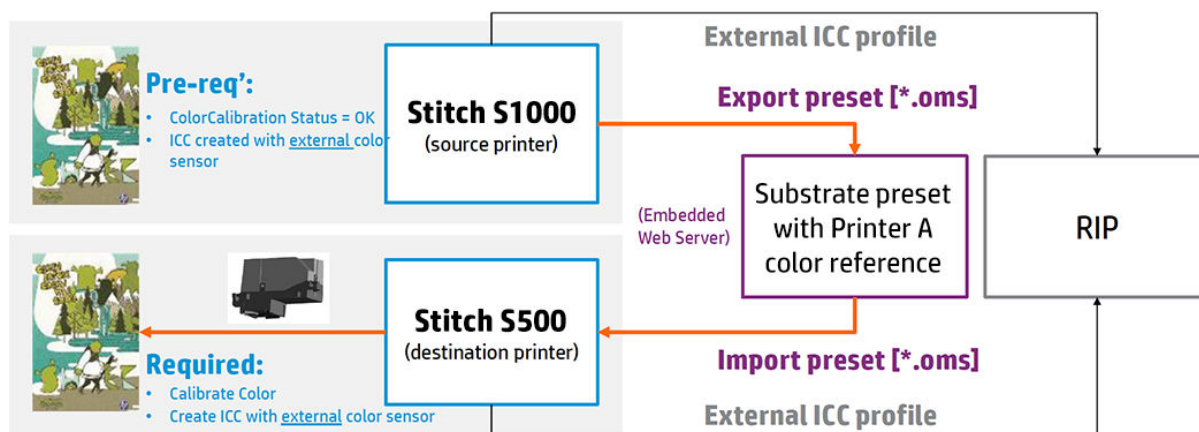 External ICC profile
Pre-req’:
• ColorCalibration Status = OK
• ICC created with external color
sensor
Stitch S1000
(source printer)
Export preset [*.oms]
(Embedded
Web Server)
Substrate preset
with Printer A
color reference
RIP
Stitch S500
(destination printer)
Required:
• Calibrate Color
• Create ICC with external color sensor
Import preset [*.oms]
External ICC profile